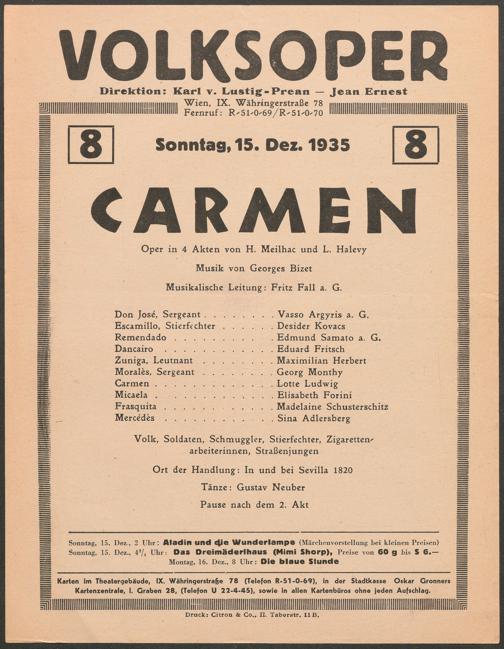 VOLKSOPER
Direktion: Karl v. Lustig-Prean — Jean Ernest
Wien, IX. Währingerstraße 78
Fernruf: R-51-0-69/R-51-0-70
8 Sonntag, 15. Dez. 1935 8
CARMEN
Oper in 4 Akten von H. Meilhac und L. Halevy
Musik von Georges Bizet
Musikalische Leitung: Fritz Fall a. G.
Don José, Sergeant . . . . . . . . Vasso Argyris a. G.
Escamillo, Stierfechter . . . . . . Desider Kovacs
Remendado . . . . . . . . . . . . Edmund Samato a. G.
Dancairo . . . . . . . . . . . . Eduard Fritsch
Zuniga, Leutnant . . . . . . . . . Maximilian Herbert
Moralès, Sergeant . . . . . . . . Georg Monthy
Carmen . . . . . . . . . . . . . Lotte Ludwig
Micaela . . . . . . . . . . . . . Elisabeth Forini
Frasquita . . . . . . . . . . . . Madelaine Schusterschitz
Mercédès . . . . . . . . . . . . Sina Adlersberg
Volk, Soldaten, Schmuggler, Stierfechter, Zigaretten-
arbeiterinnen, Straßenjungen
Ort der Handlung: In und bei Sevilla 1820
Tänze: Gustav Neuber
Pause nach dem 2. Akt
Sonntag, 15. Dez., 2 Uhr: Aladin und die Wunderlampe (Märchenvorstellung bei kleinen Preisen)
Sonntag, 15. Dez., Uhr: Das Dreimäderlhaus (Mimi Shorp), Preise von 60 g bis S 6.—
Montag, 16. Dez., 8 Uhr: Die blaue Stunde
Karten im Theatergebäude, IX. Währingerstraße 78 (Telefon R-51-0-69), in der Stadtkasse Oskar Gronners
Kartenzentrale, I. Graben 28, (Telefon U 22-4-45), sowie in allen Kartenbüros ohne jeden Aufschlag.
Druck: Citron & Co., II. Taborstr. 11B.